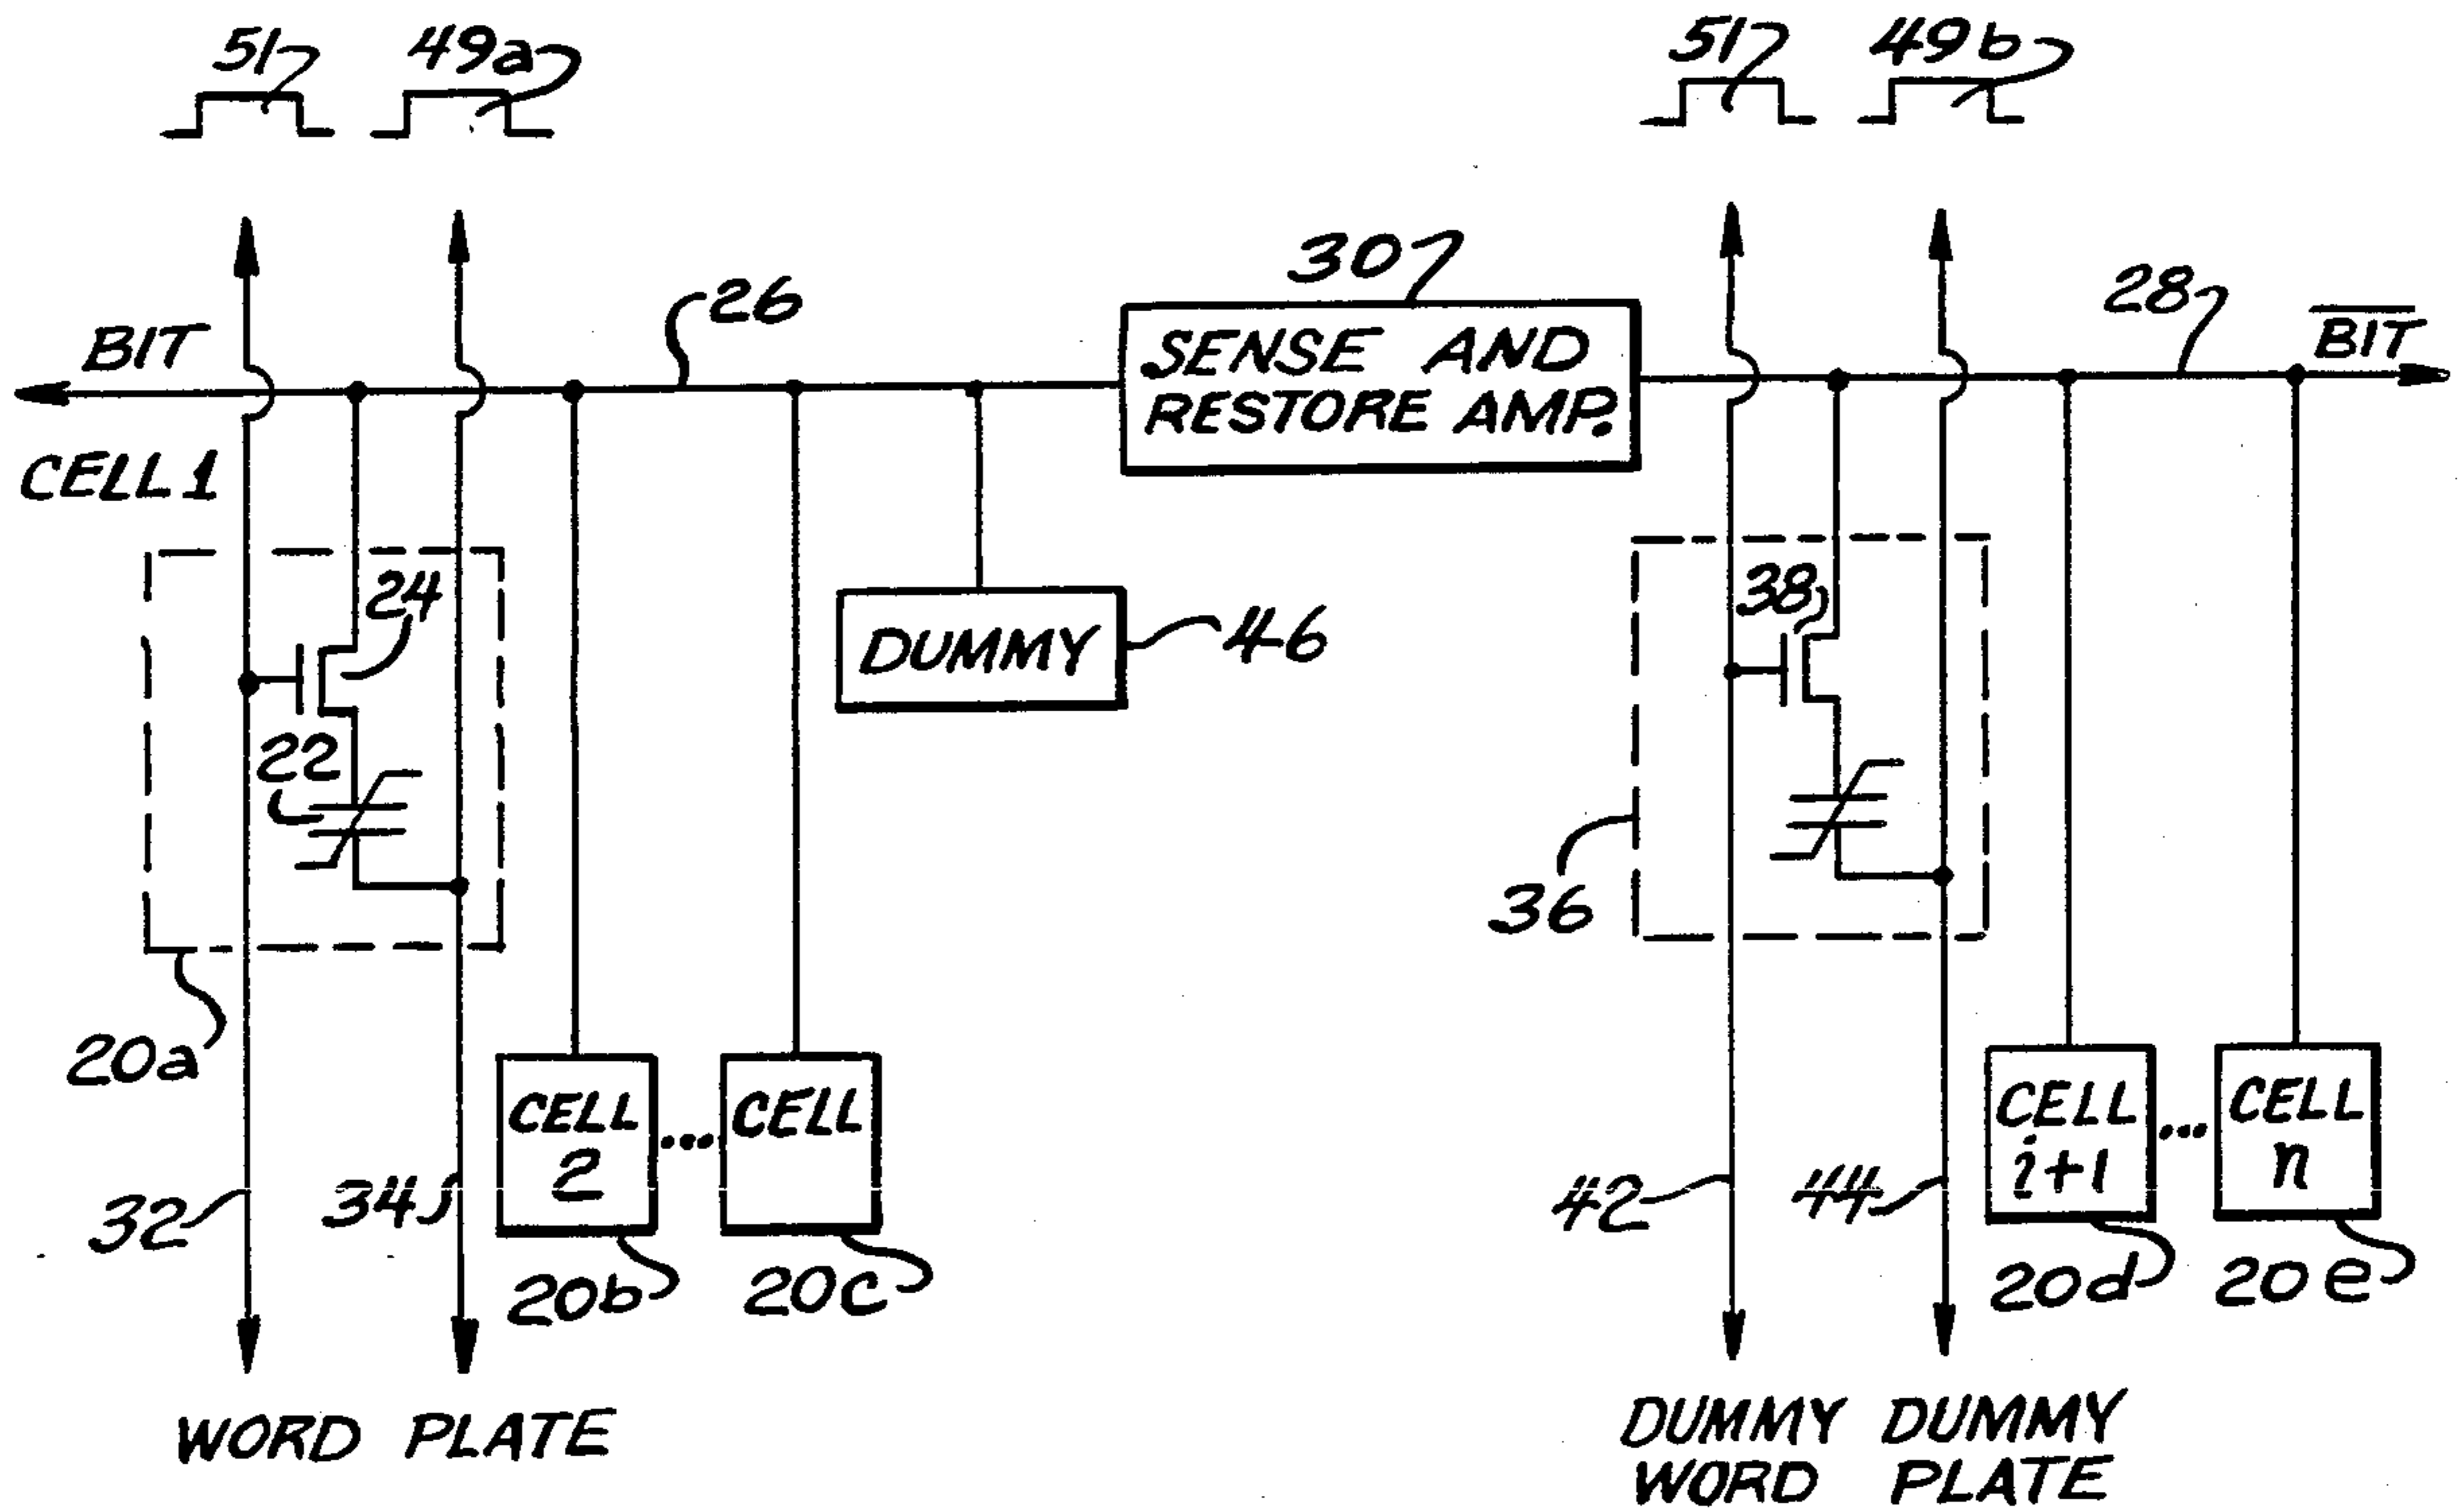 51 49a 51 49b
30
26 28
BIT SENSE AND RESTORE AMP. B̅I̅T̅
CELL 1
24 38
DUMMY 46
22
36
20a
CELL 2 ... CELL CELL i+1 ... CELL n
32 34 42 44
20b 20c 20d 20e
WORD PLATE DUMMY WORD DUMMY PLATE